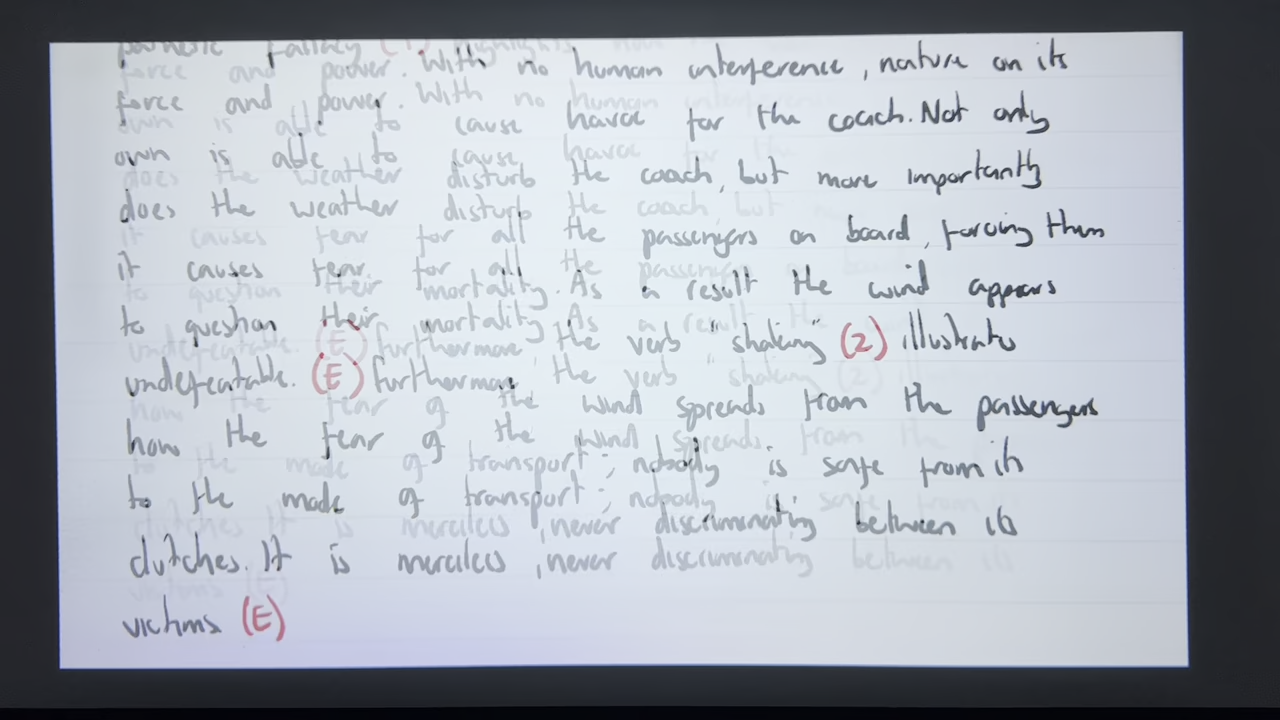 pathetic fallacy (1) highlights
force and power. With no human interference, nature on its
own is able to cause havoc for the coach. Not only
does the weather disturb the coach, but more importantly
it causes fear for all the passengers on board, forcing them
to question their mortality. As a result the wind appears
undefeatable. (E) furthermore, the verb "shaking" (2) illustrates
how the fear of the wind spreads from the passengers
to the mode of transport; nobody is safe from its
clutches. It is merciless, never discriminating between its
victims (E)